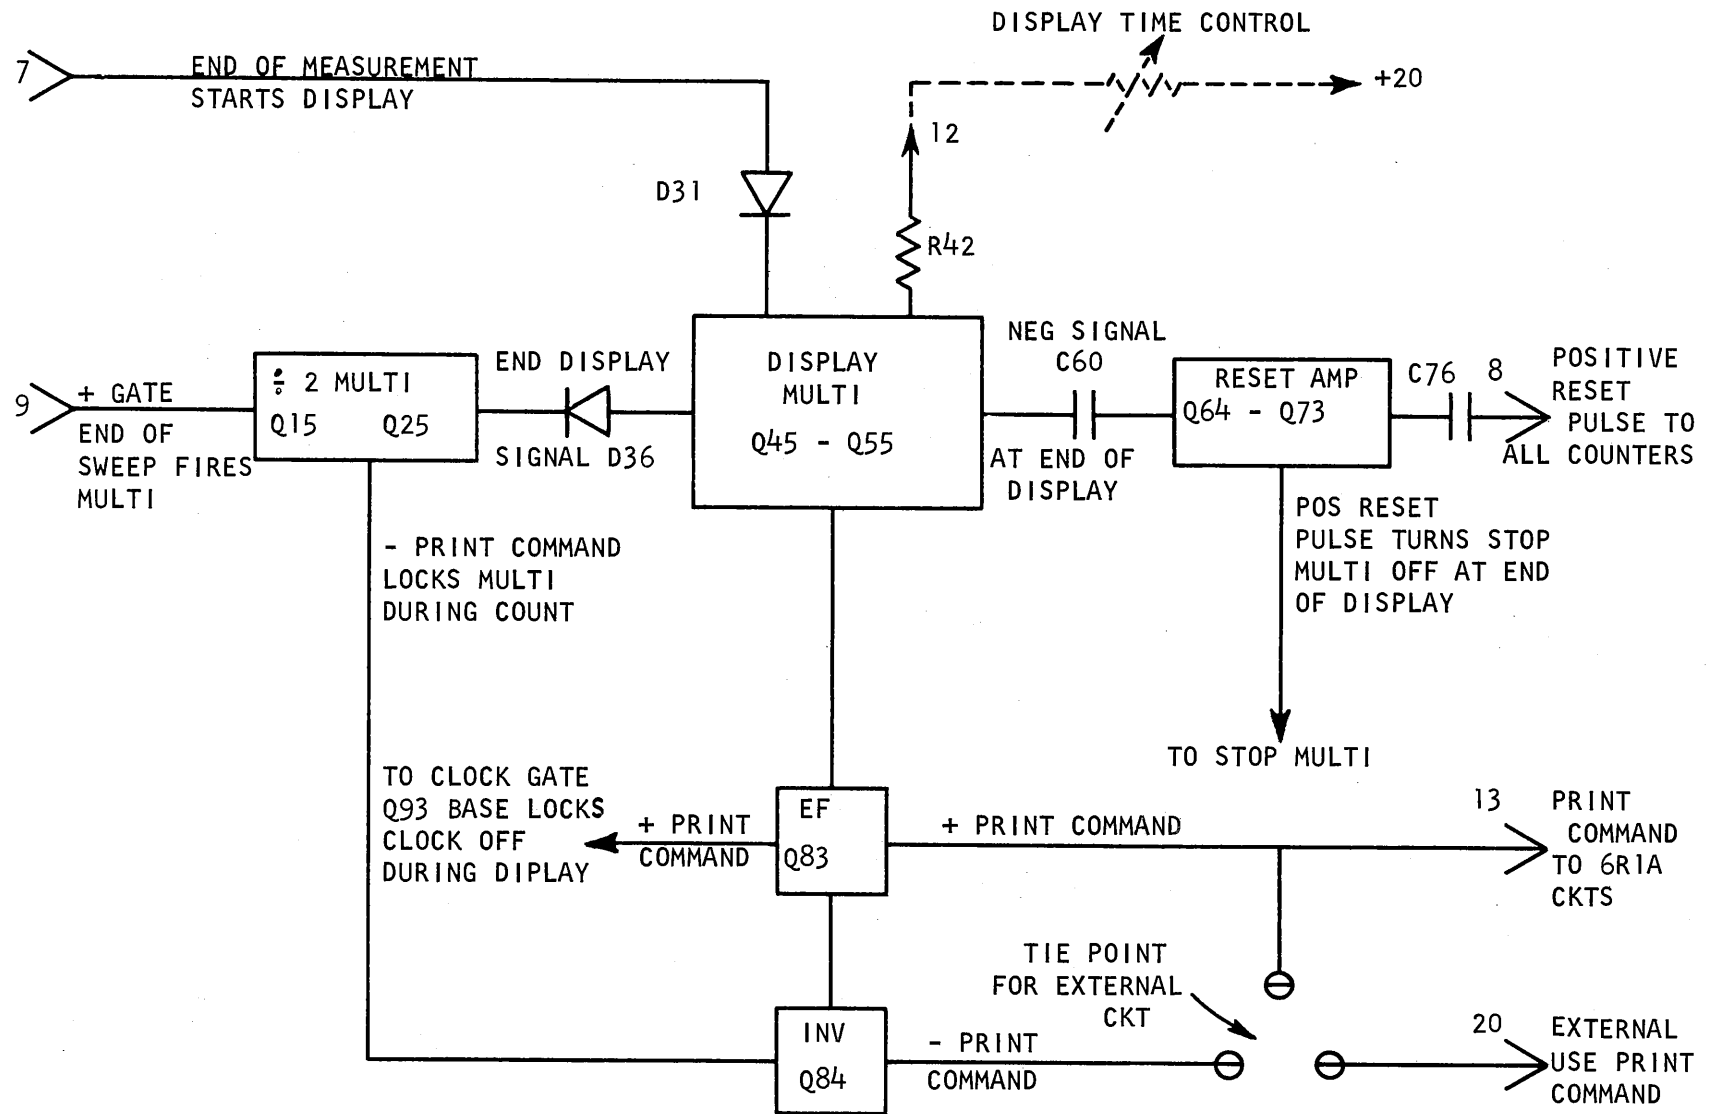 DISPLAY TIME CONTROL
7
END OF MEASUREMENT
STARTS DISPLAY
+20
12
D31
R42
NEG SIGNAL
C60
END DISPLAY
DISPLAY
MULTI
Q45 - Q55
÷ 2 MULTI
Q15 Q25
RESET AMP
Q64 - Q73
C76
8
POSITIVE
RESET
PULSE TO
ALL COUNTERS
9
+ GATE
END OF
SWEEP FIRES
MULTI
SIGNAL D36
AT END OF
DISPLAY
POS RESET
PULSE TURNS STOP
MULTI OFF AT END
OF DISPLAY
- PRINT COMMAND
LOCKS MULTI
DURING COUNT
TO STOP MULTI
TO CLOCK GATE
Q93 BASE LOCKS
CLOCK OFF
DURING DIPLAY
+ PRINT
COMMAND
EF
Q83
+ PRINT COMMAND
13
PRINT
COMMAND
TO 6R1A
CKTS
TIE POINT
FOR EXTERNAL
CKT
INV
Q84
- PRINT
COMMAND
20
EXTERNAL
USE PRINT
COMMAND